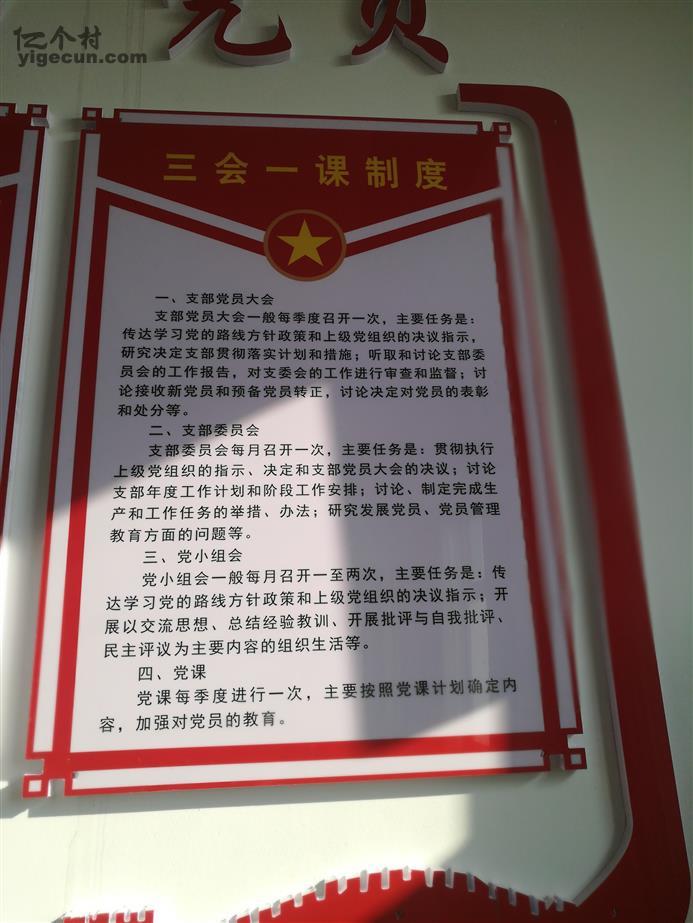 亿个村
yigecun.com
党员
三会一课制度
一、支部党员大会
支部党员大会一般每季度召开一次，主要任务是：
传达学习党的路线方针政策和上级党组织的决议指示，
研究决定支部贯彻落实计划和措施；听取和讨论支部委
员会的工作报告，对支委会的工作进行审查和监督；讨
论接收新党员和预备党员转正，讨论决定对党员的表彰
和处分等。
二、支部委员会
支部委员会每月召开一次，主要任务是：贯彻执行
上级党组织的指示、决定和支部党员大会的决议；讨论
支部年度工作计划和阶段工作安排；讨论、制定完成生
产和工作任务的举措、办法；研究发展党员、党员管理
教育方面的问题等。
三、党小组会
党小组会一般每月召开一至两次，主要任务是：传
达学习党的路线方针政策和上级党组织的决议指示；开
展以交流思想、总结经验教训、开展批评与自我批评、
民主评议为主要内容的组织生活等。
四、党课
党课每季度进行一次，主要按照党课计划确定内
容，加强对党员的教育。